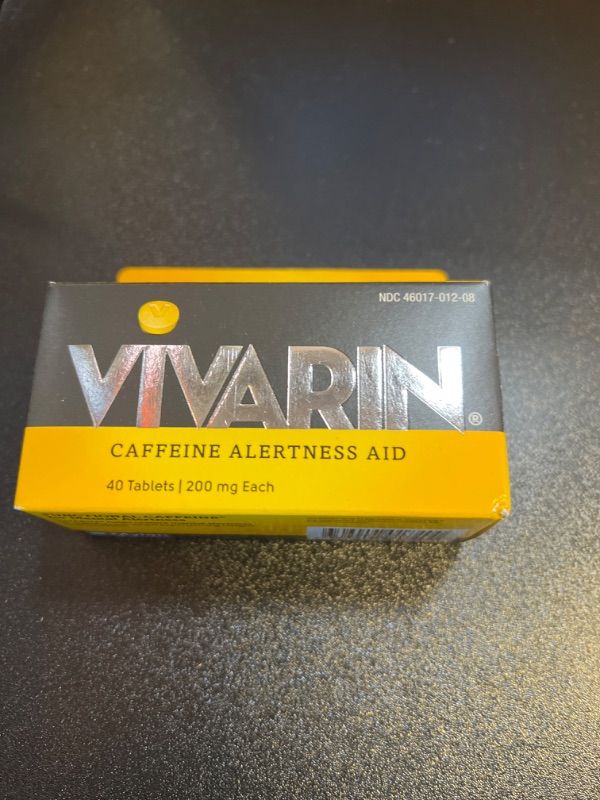 NDC 46017-012-08
VIVARIN®
CAFFEINE ALERTNESS AID
40 Tablets | 200 mg Each